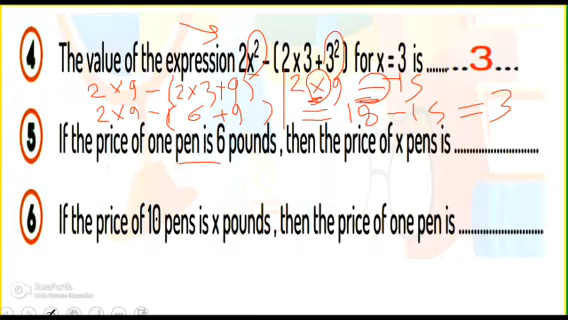 4 The value of the expression 2x² - (2 x 3 + 3²) for x = 3 is ........3....
2×9 - (2×3+9) | 2×9 - 15
2×9 - (6 +9) = 18 - 15 = 3
5 If the price of one pen is 6 pounds , then the price of x pens is ............................
6 If the price of 10 pens is x pounds , then the price of one pen is ............................